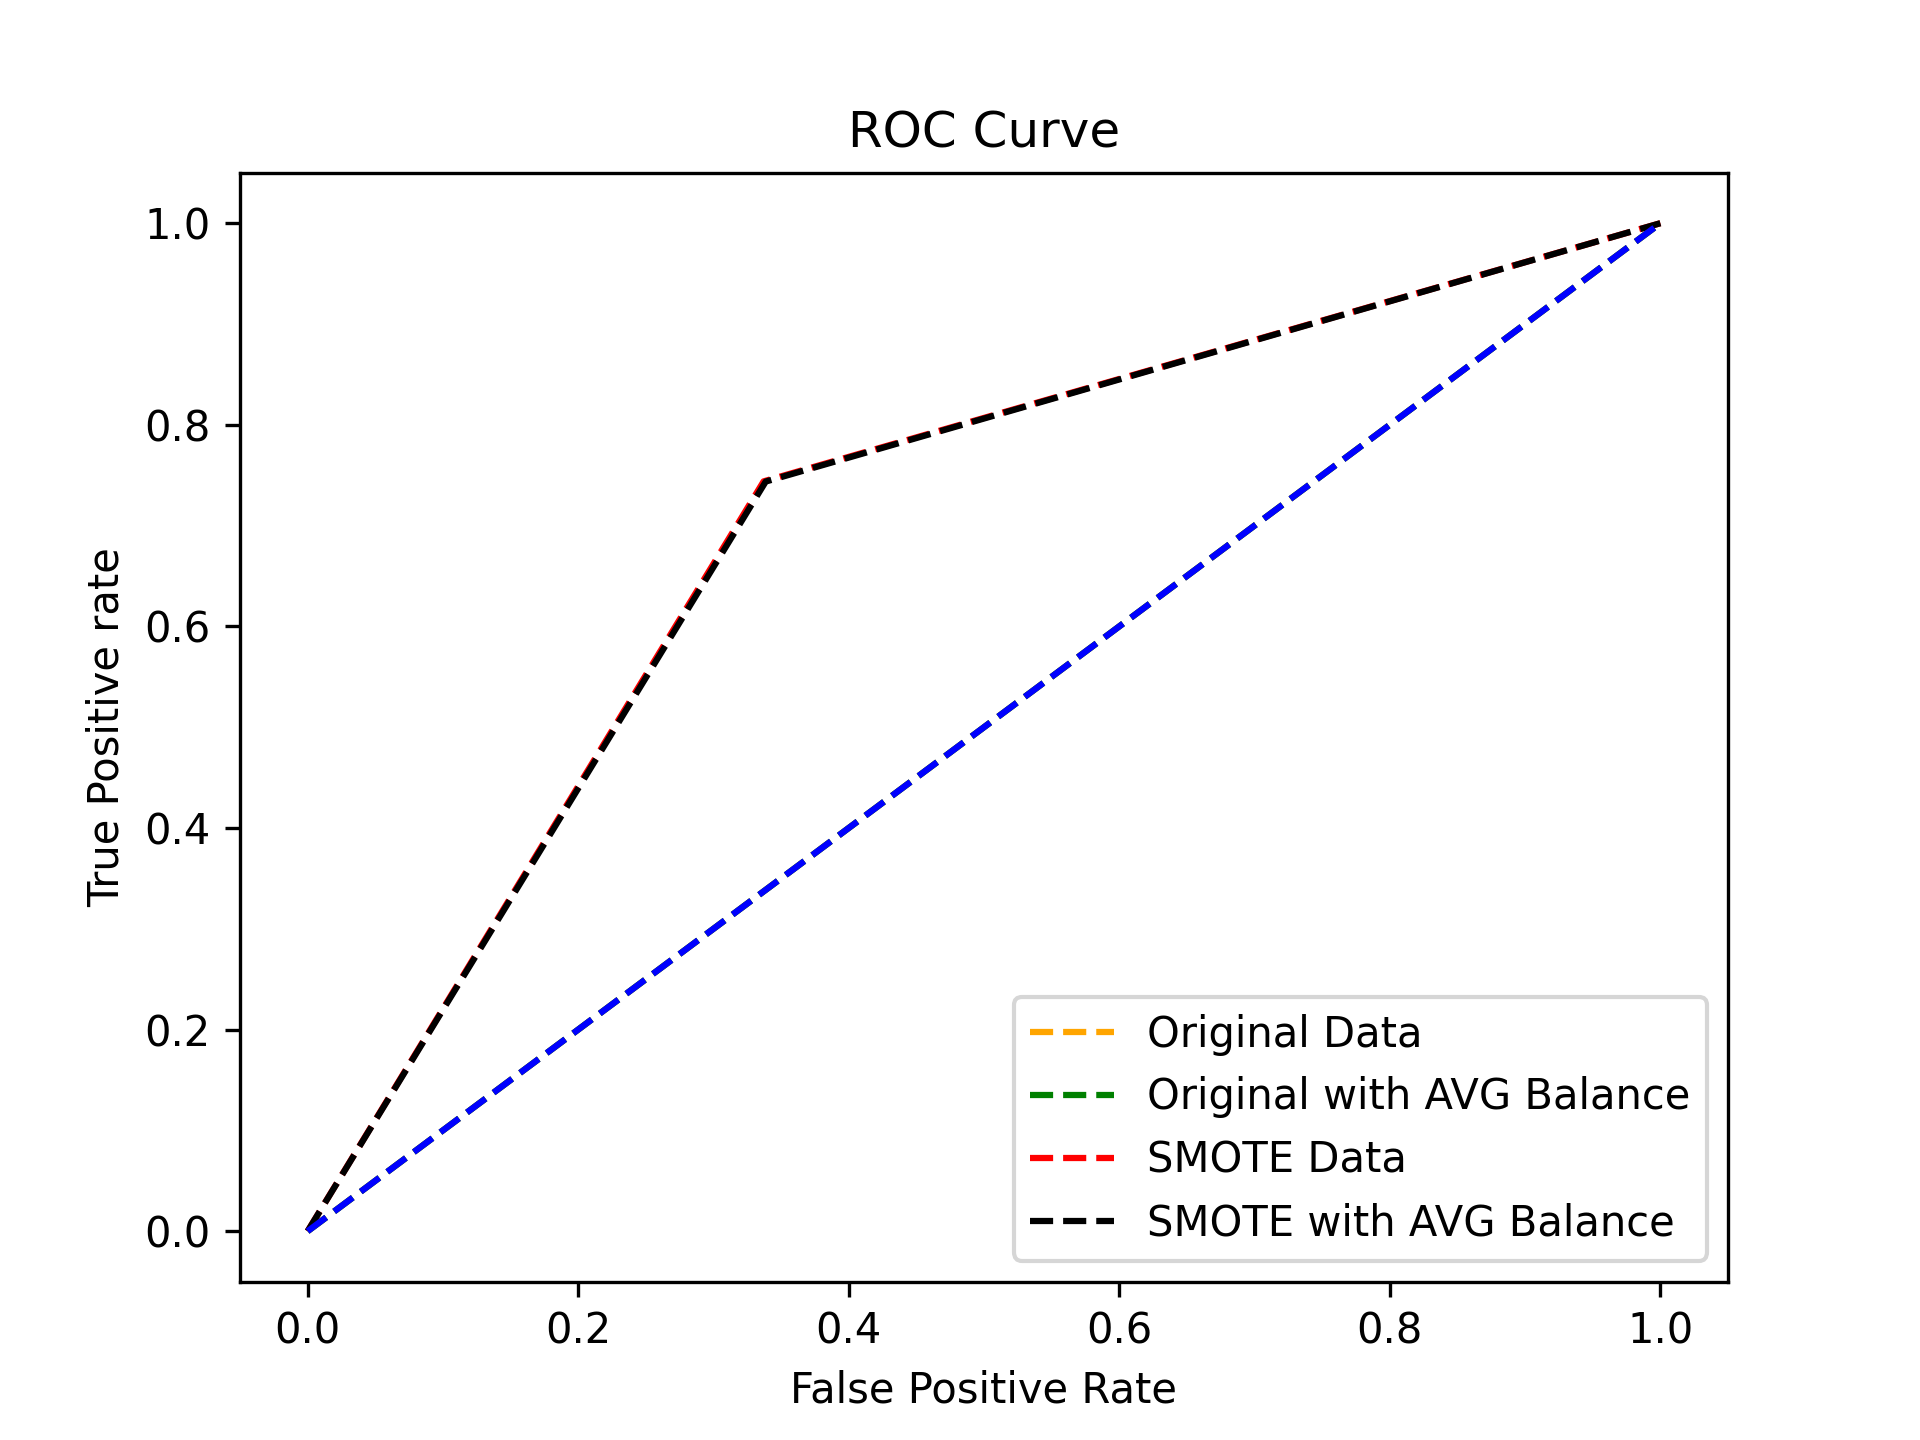 ROC Curve
1.0
0.8
0.6
0.4
0.2
0.0
True Positive rate
Original Data
Original with AVG Balance
SMOTE Data
SMOTE with AVG Balance
0.0 0.2 0.4 0.6 0.8 1.0
False Positive Rate